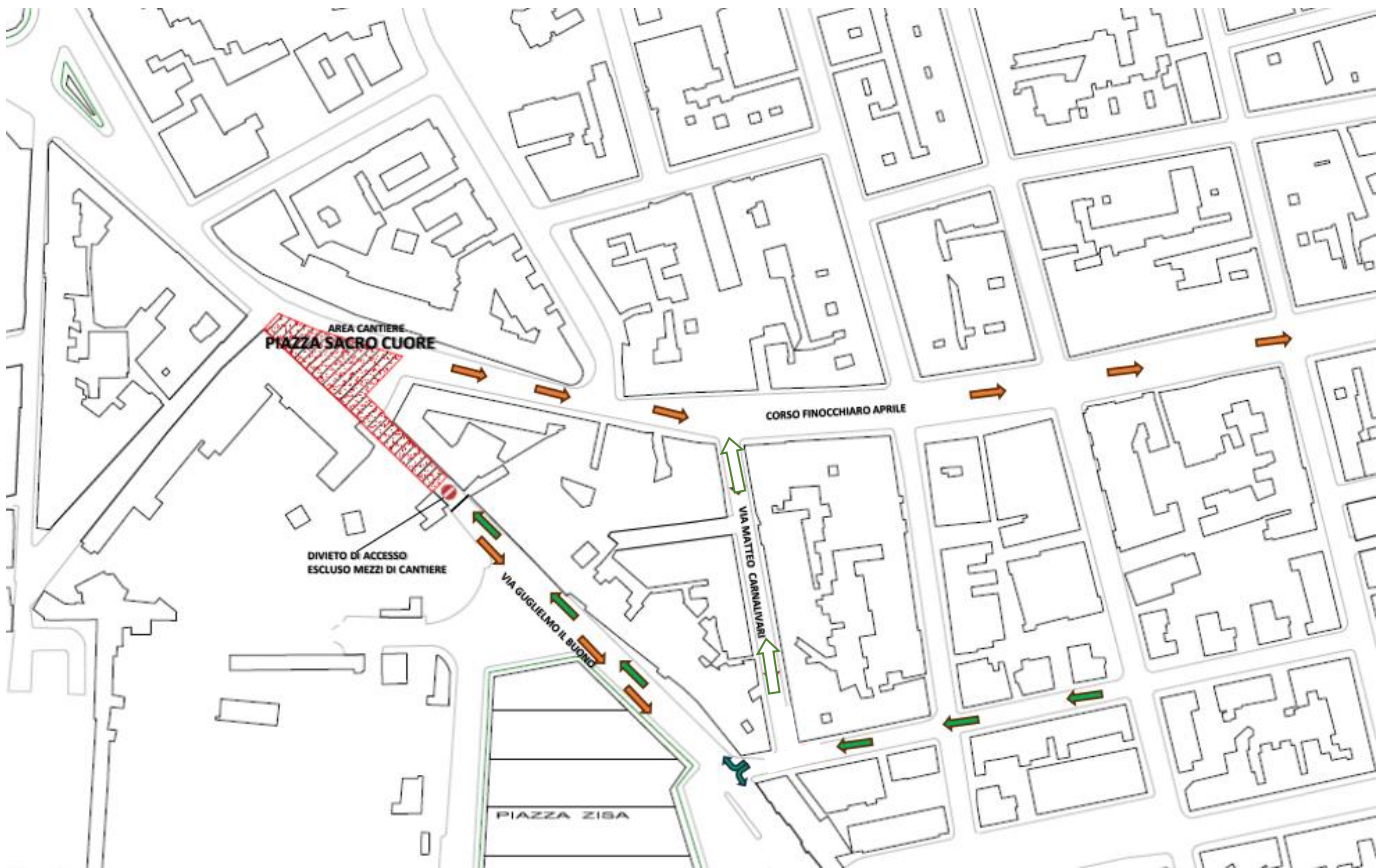 AREA CANTIERE
PIAZZA SACRO CUORE
CORSO FINOCCHIARO APRILE
DIVIETO DI ACCESSO
ESCLUSO MEZZI DI CANTIERE
VIA MATTEO CARNALIVARI
VIA GUGLIELMO IL BUONO
PIAZZA ZISA